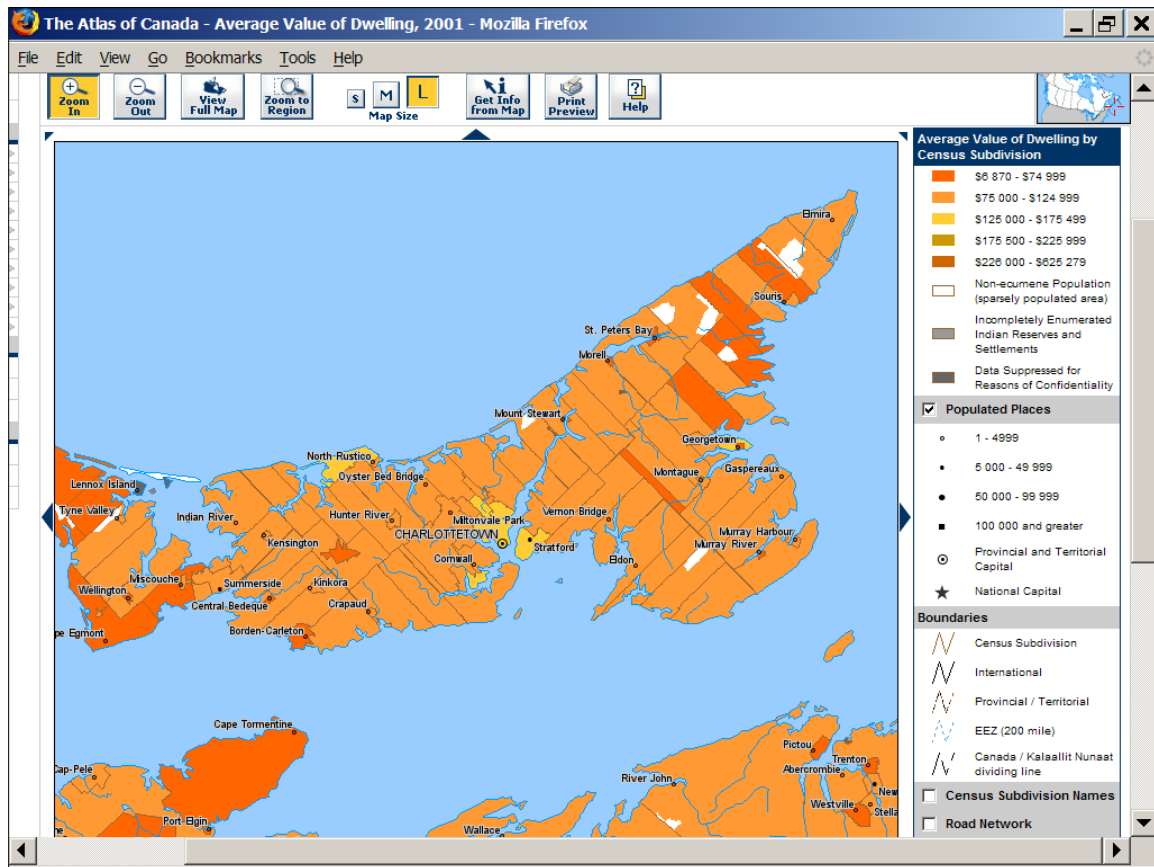 The Atlas of Canada - Average Value of Dwelling, 2001 - Mozilla Firefox
File Edit View Go Bookmarks Tools Help
Zoom In
Zoom Out
View Full Map
Zoom to Region
S M L
Map Size
Get Info from Map
Print Preview
Help
Average Value of Dwelling by
Census Subdivision
$6 870 - $74 999
$75 000 - $124 999
$125 000 - $175 499
$175 500 - $225 999
$226 000 - $625 279
Non-ecumene Population
(sparsely populated area)
Incompletely Enumerated
Indian Reserves and
Settlements
Data Suppressed for
Reasons of Confidentiality
Populated Places
1 - 4999
5 000 - 49 999
50 000 - 99 999
100 000 and greater
Provincial and Territorial
Capital
National Capital
Boundaries
Census Subdivision
International
Provincial / Territorial
EEZ (200 mile)
Canada / Kalaallit Nunaat
dividing line
Census Subdivision Names
Road Network
Elmira
Souris
St. Peters Bay
Morell
Mount Stewart
Georgetown
North Rustico
Oyster Bed Bridge
Montague
Gaspereaux
Lennox Island
Tyne Valley
Indian River
Hunter River
Miltonvale Park
Vernon Bridge
CHARLOTTETOWN
Stratford
Murray Harbour
Murray River
Kensington
Cornwall
Eldon
Miscouche
Wellington
Summerside
Kinkora
Central Bedeque
Crapaud
Borden-Carleton
pe Egmont
Cape Tormentine
Pictou
Trenton
Abercrombie
Cap-Pele
River John
New
Westville
Stella
Port Elgin
Wallace